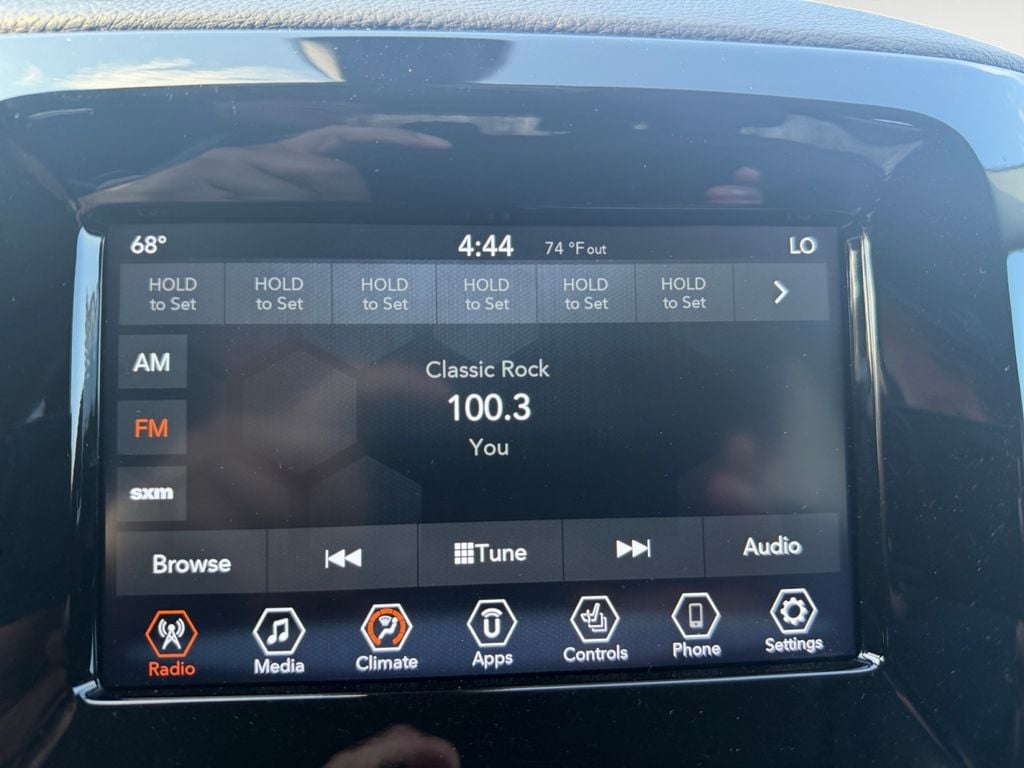 68° 4:44 74 °F out LO
HOLD HOLD HOLD HOLD HOLD HOLD
to Set to Set to Set to Set to Set to Set
AM
Classic Rock
100.3
FM
You
sxm
Browse Tune Audio
Radio Media Climate Apps Controls Phone Settings